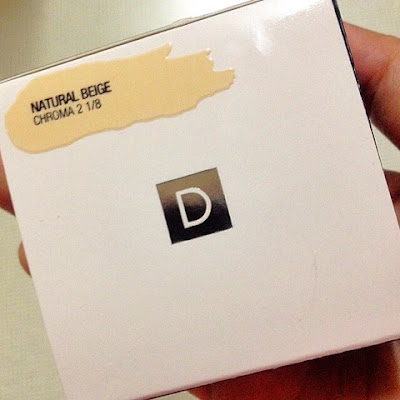 NATURAL BEIGE
CHROMA 2 1/8
D